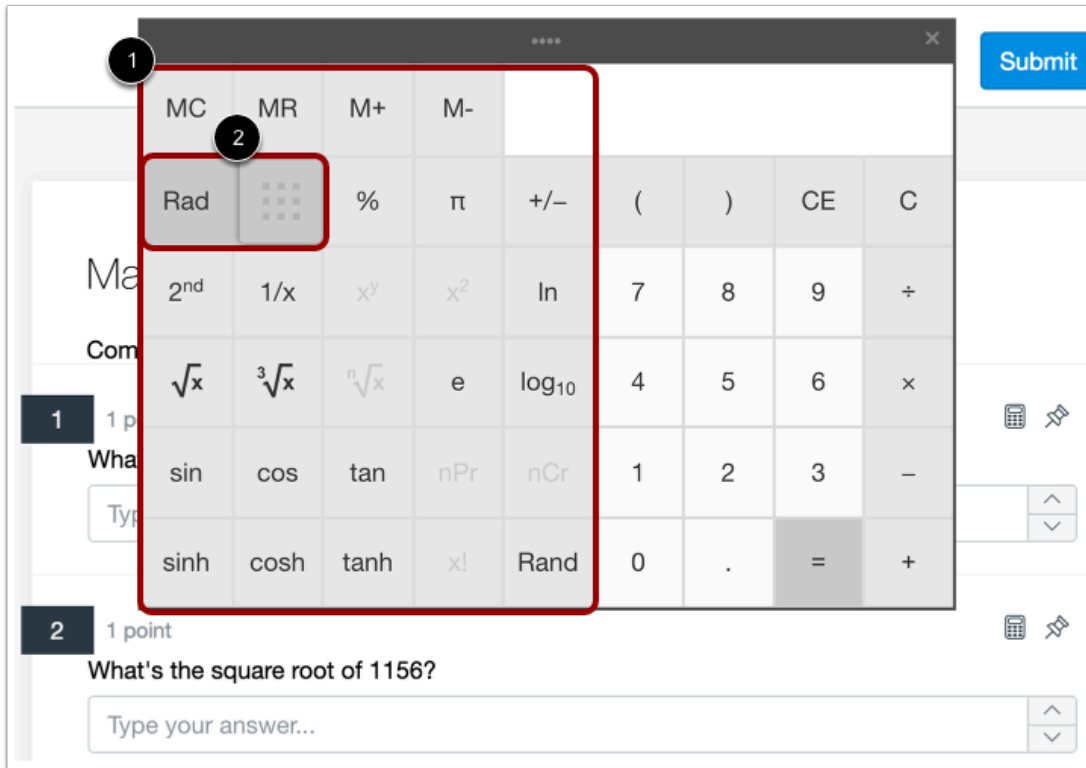 1
Submit
MC MR M+ M-
2
Rad % π +/– ( ) CE C
Ma
2nd 1/x xʸ x² ln 7 8 9 ÷
Com
√x ³√x ⁿ√x e log₁₀ 4 5 6 ×
1 1 p
Wha
sin cos tan nPr nCr 1 2 3 –
Typ
sinh cosh tanh x! Rand 0 . = +
2 1 point
What's the square root of 1156?
Type your answer...